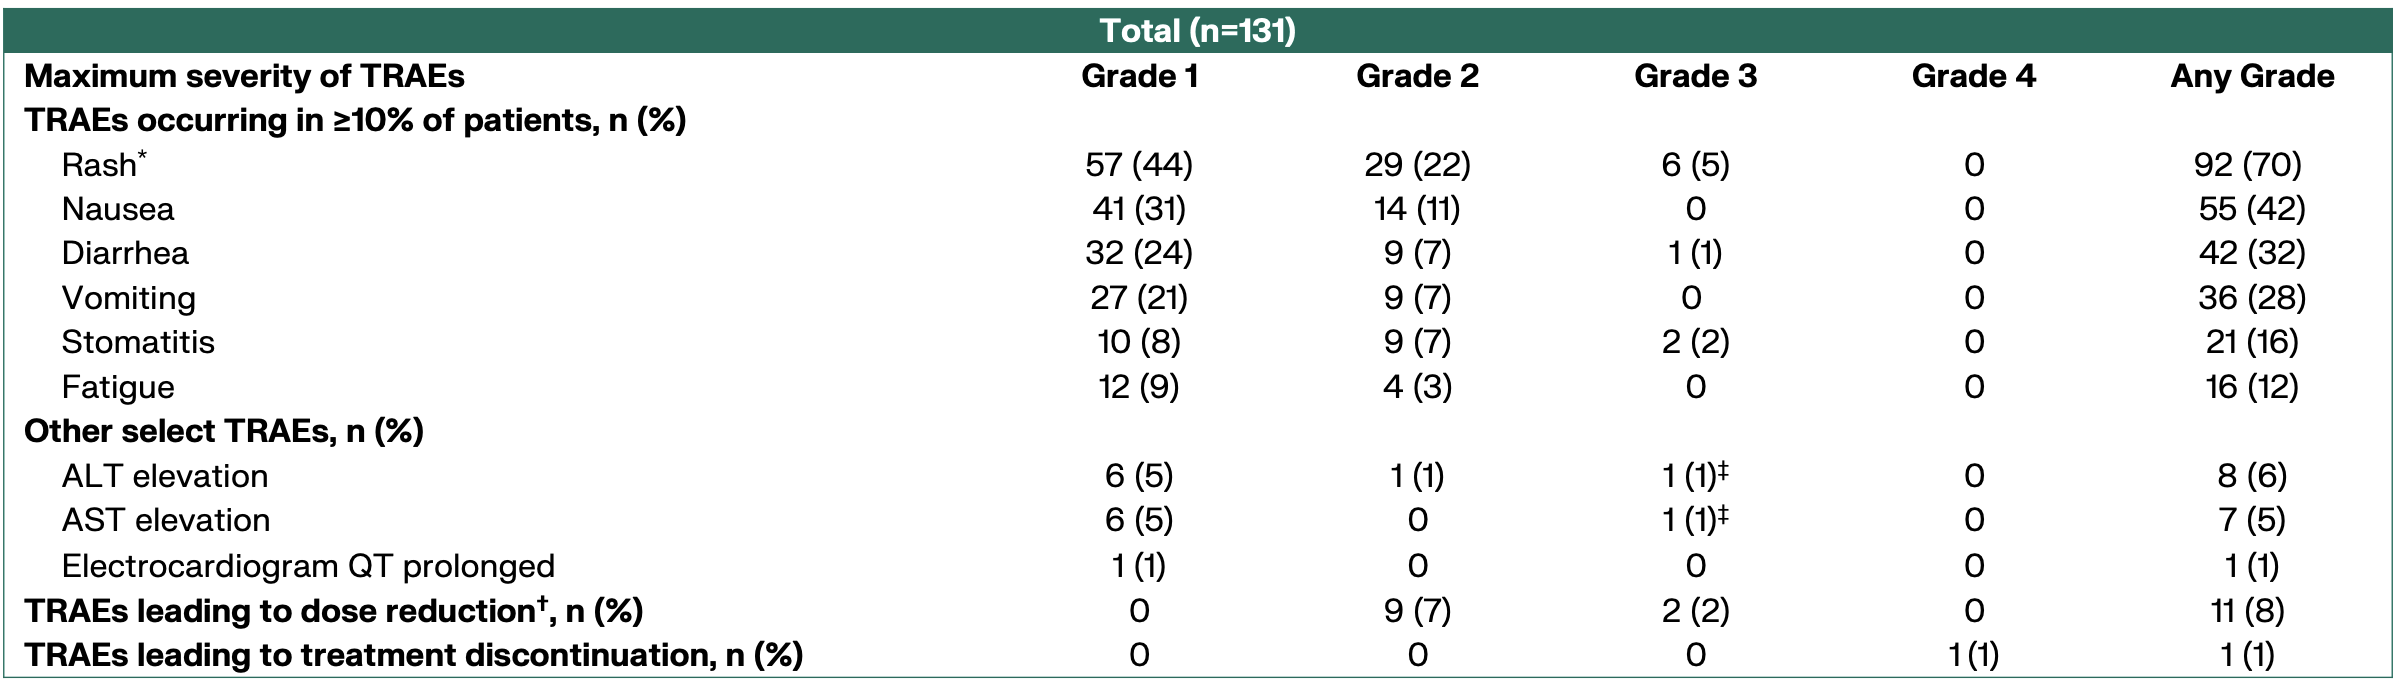 Total (n=131)
Maximum severity of TRAEs Grade 1 Grade 2 Grade 3 Grade 4 Any Grade
TRAEs occurring in ≥10% of patients, n (%)
Rash* 57 (44) 29 (22) 6 (5) 0 92 (70)
Nausea 41 (31) 14 (11) 0 0 55 (42)
Diarrhea 32 (24) 9 (7) 1 (1) 0 42 (32)
Vomiting 27 (21) 9 (7) 0 0 36 (28)
Stomatitis 10 (8) 9 (7) 2 (2) 0 21 (16)
Fatigue 12 (9) 4 (3) 0 0 16 (12)
Other select TRAEs, n (%)
ALT elevation 6 (5) 1 (1) 1 (1)‡ 0 8 (6)
AST elevation 6 (5) 0 1 (1)‡ 0 7 (5)
Electrocardiogram QT prolonged 1 (1) 0 0 0 1 (1)
TRAEs leading to dose reduction†, n (%) 0 9 (7) 2 (2) 0 11 (8)
TRAEs leading to treatment discontinuation, n (%) 0 0 0 1 (1) 1 (1)